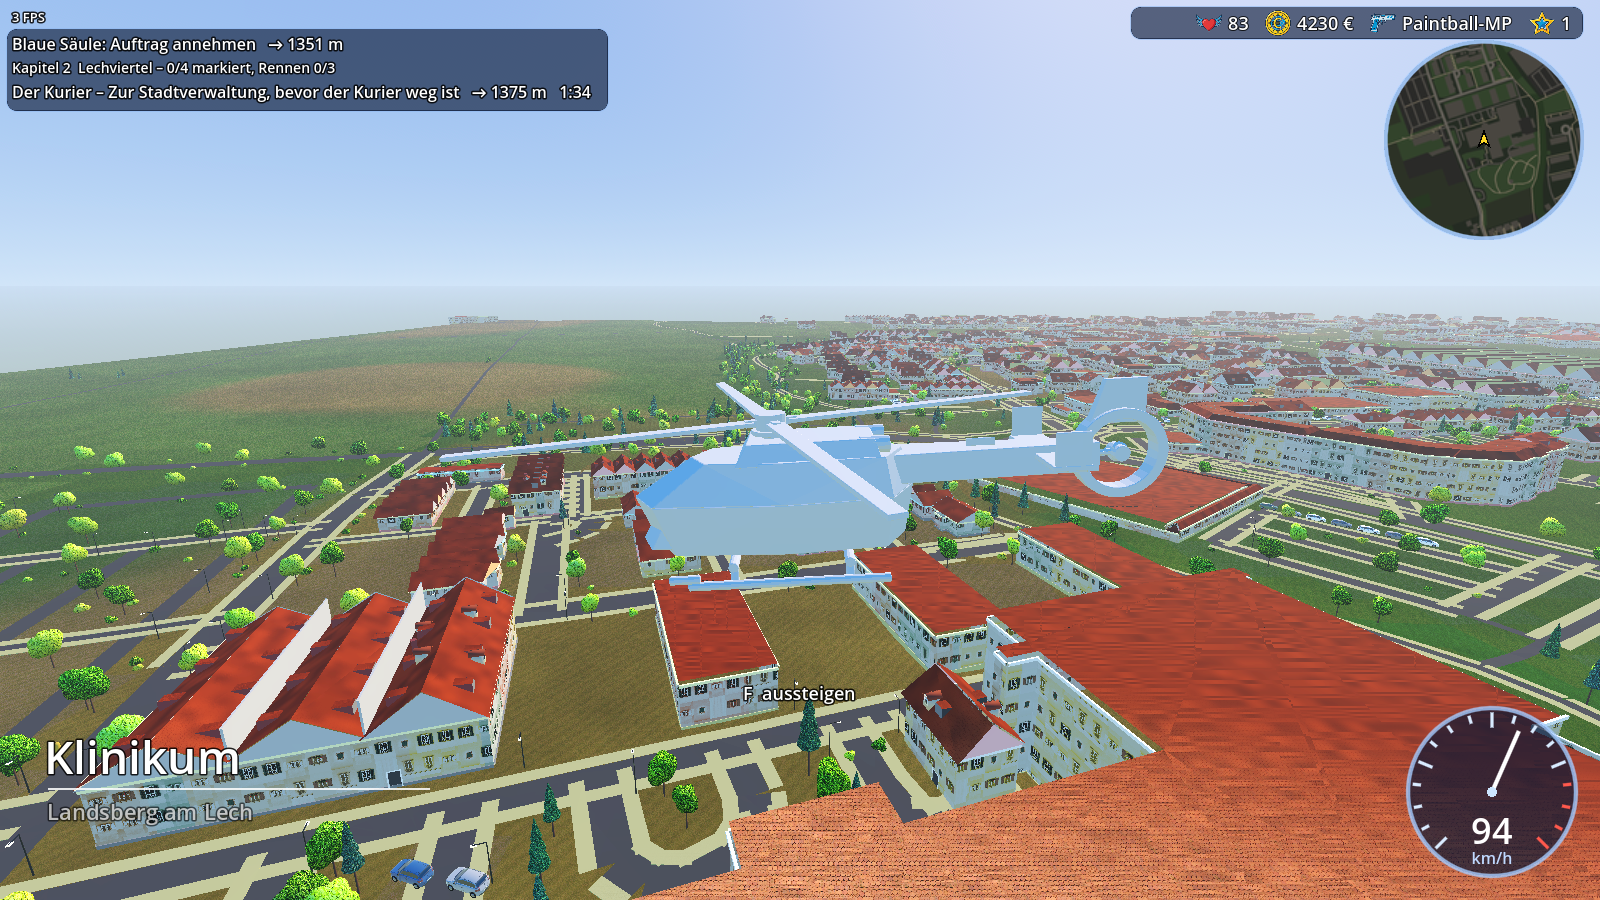 3 FPS
Blaue Säule: Auftrag annehmen → 1351 m
Kapitel 2 Lechviertel – 0/4 markiert, Rennen 0/3
Der Kurier – Zur Stadtverwaltung, bevor der Kurier weg ist → 1375 m 1:34
83 4230 € Paintball-MP 1
F aussteigen
Klinikum
Landsberg am Lech
94
km/h